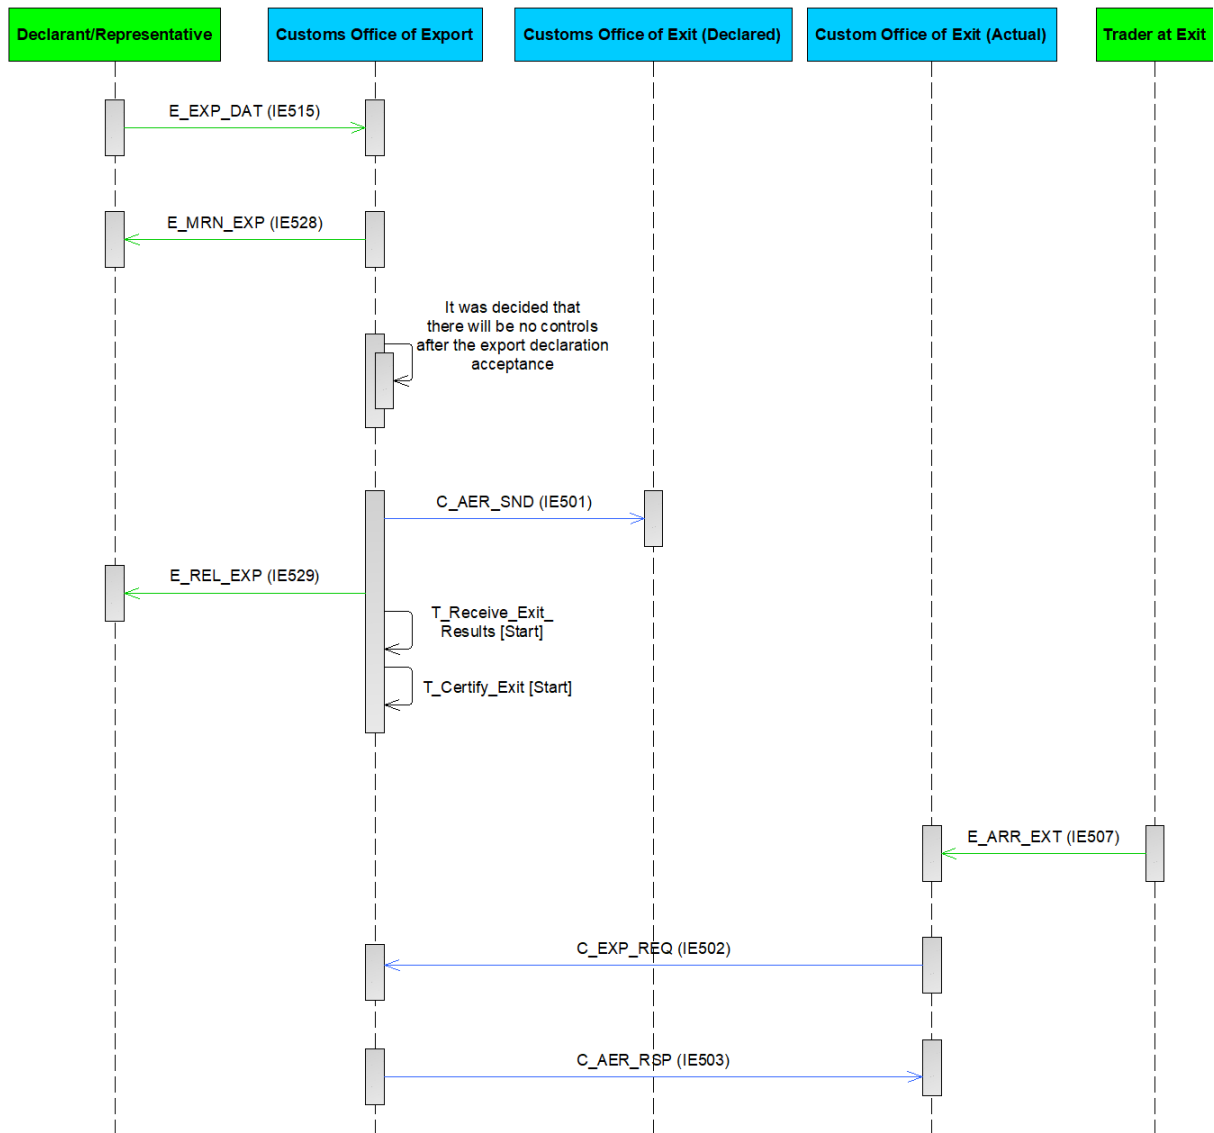 Declarant/Representative
Customs Office of Export
Customs Office of Exit (Declared)
Custom Office of Exit (Actual)
Trader at Exit
E_EXP_DAT (IE515)
E_MRN_EXP (IE528)
It was decided that
there will be no controls
after the export declaration
acceptance
C_AER_SND (IE501)
E_REL_EXP (IE529)
T_Receive_Exit_
Results [Start]
T_Certify_Exit [Start]
E_ARR_EXT (IE507)
C_EXP_REQ (IE502)
C_AER_RSP (IE503)